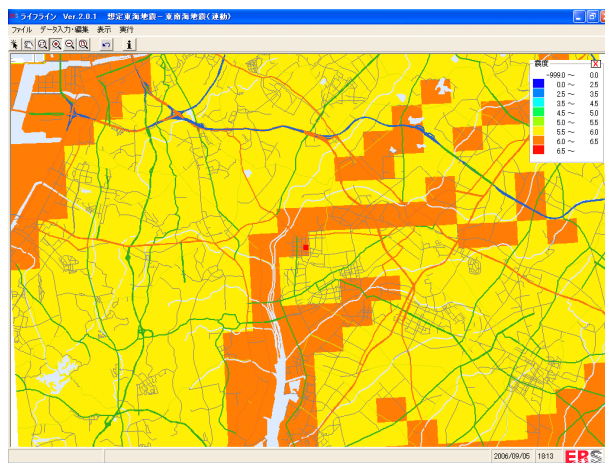 ライフライン Ver.2.0.1 想定東海地震－東南海地震(連動)
ファイル データ入力・編集 表示 実行
震度
-999.0 ～ 0.0
0.0 ～ 2.5
2.5 ～ 3.5
3.5 ～ 4.5
4.5 ～ 5.0
5.0 ～ 5.5
5.5 ～ 6.0
6.0 ～ 6.5
6.5 ～
2006/09/05 18:13 ERS